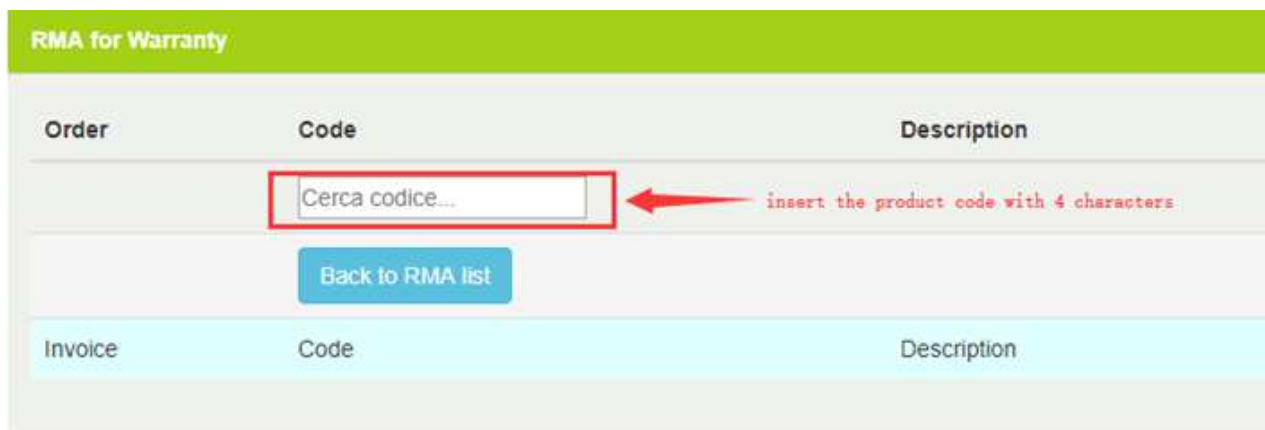 RMA for Warranty
Order Code Description
Cerca codice... insert the product code with 4 characters
Back to RMA list
Invoice Code Description